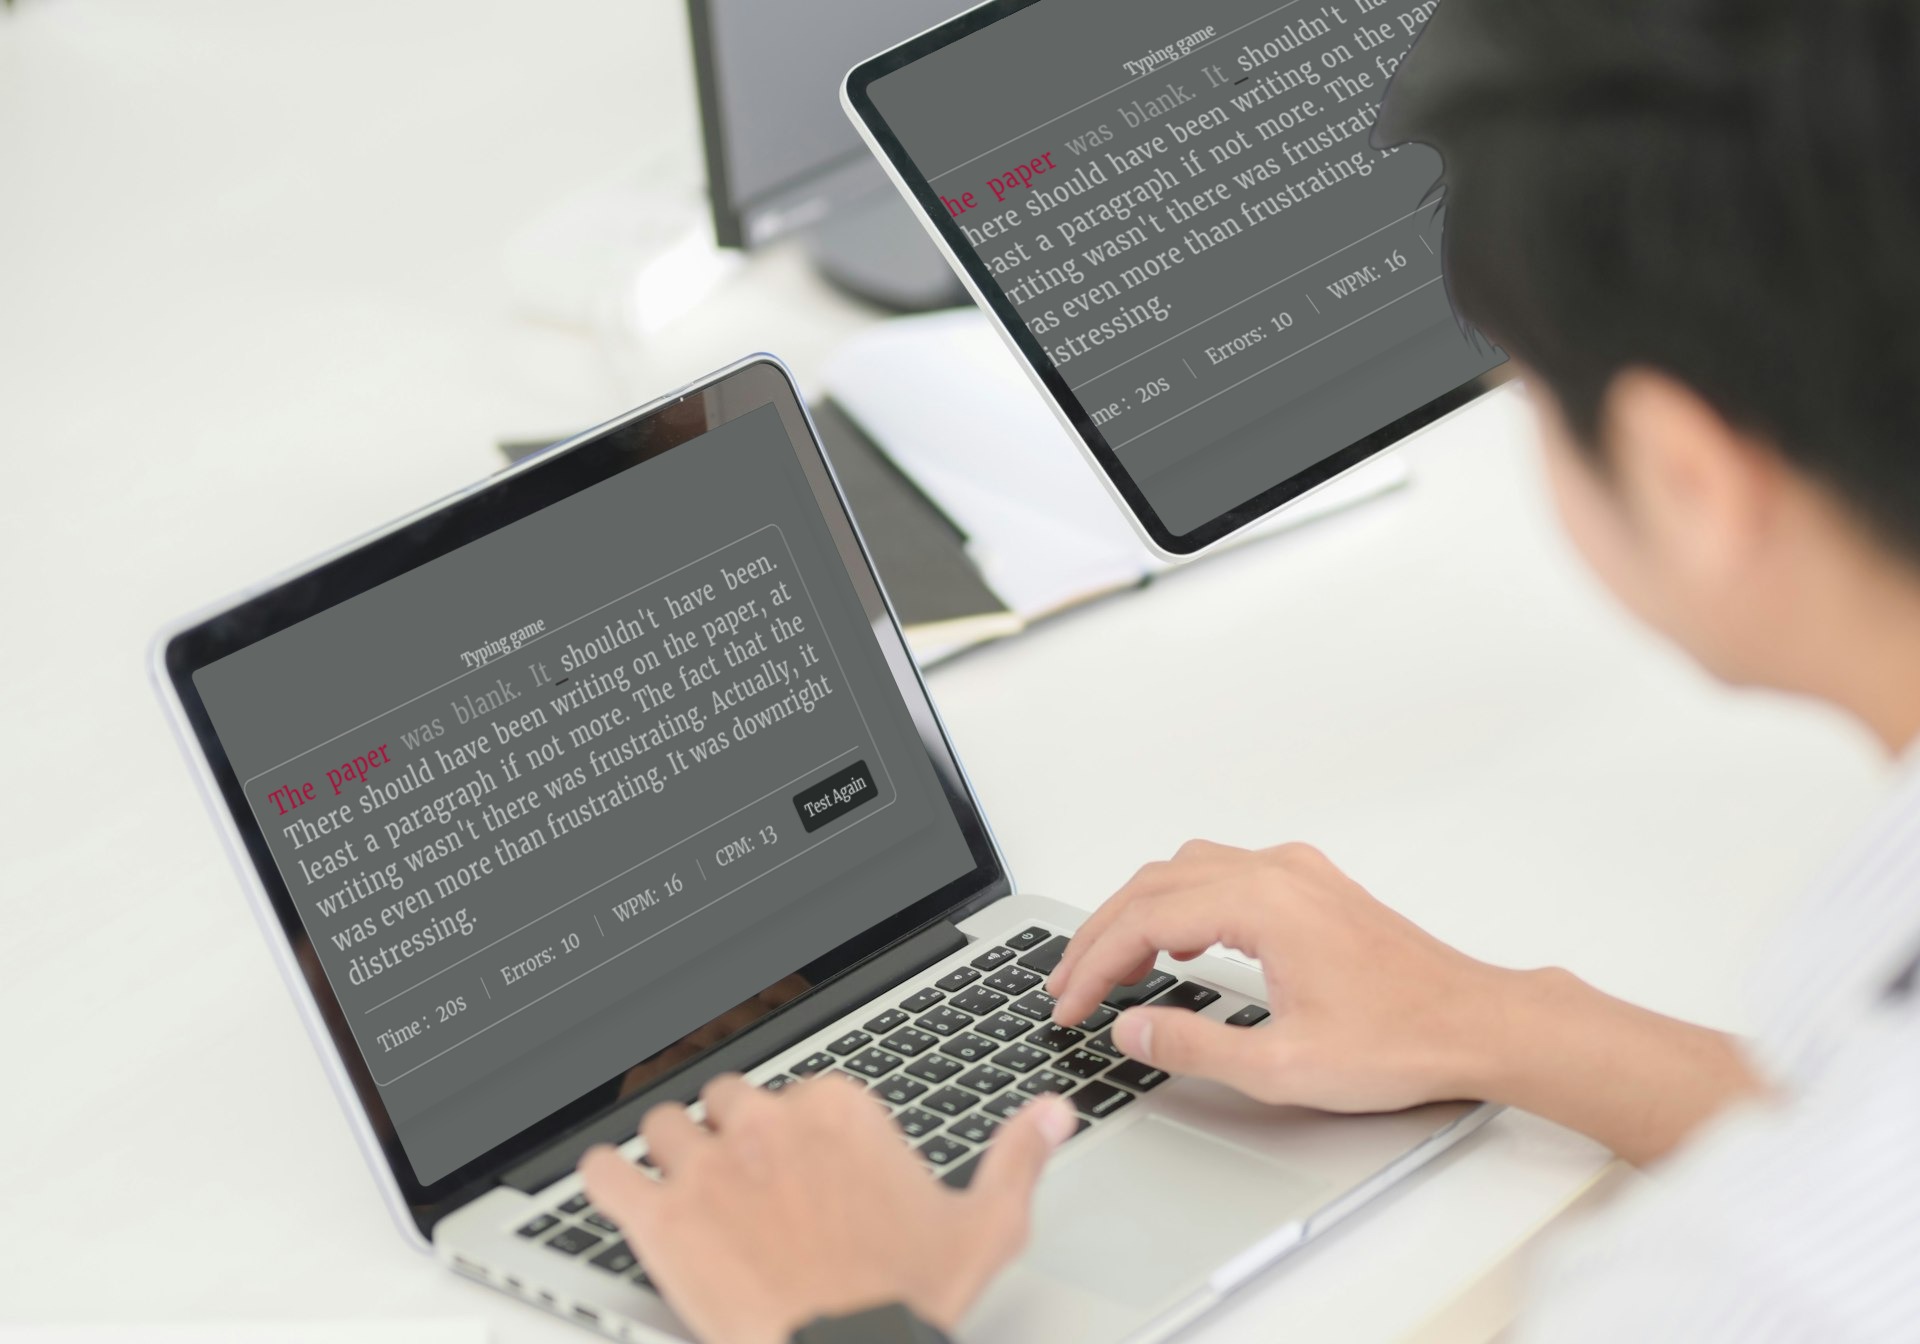 Typing game
The paper was blank. It shouldn't have been.
There should have been writing on the paper, at
least a paragraph if not more. The fact that the
writing wasn't there was frustrating. Actually, it
was even more than frustrating. It was downright
distressing.
Time: 20s | Errors: 10 | WPM: 16 | CPM: 13
Test Again
Typing game
he paper was blank. It shouldn't
here should have been writing on the
east a paragraph if not more. The
riting wasn't there was
as even more than frustrating.
istressing.
me: 20s | Errors: 10 | WPM: 16 |